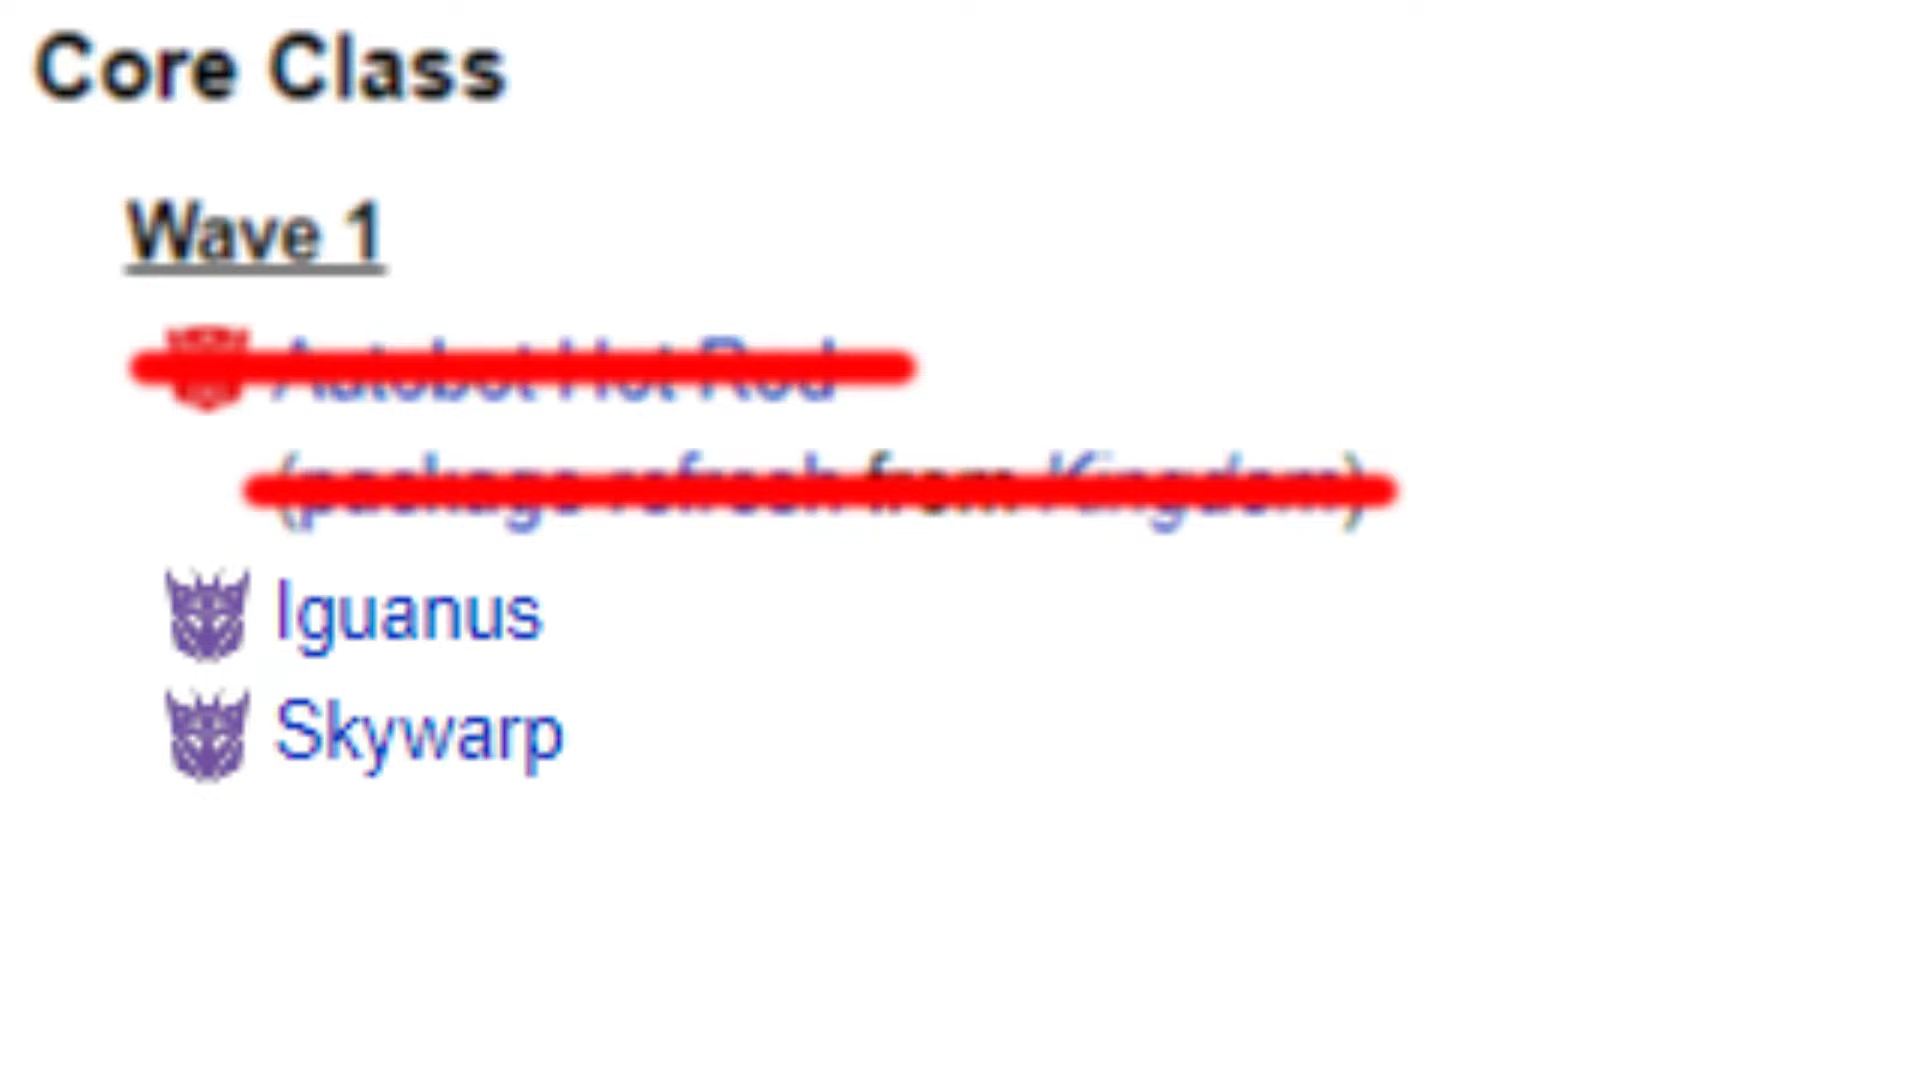 Core Class
Wave 1
Autobot Hot Rod
(package refresh from Kingdom)
Iguanus
Skywarp